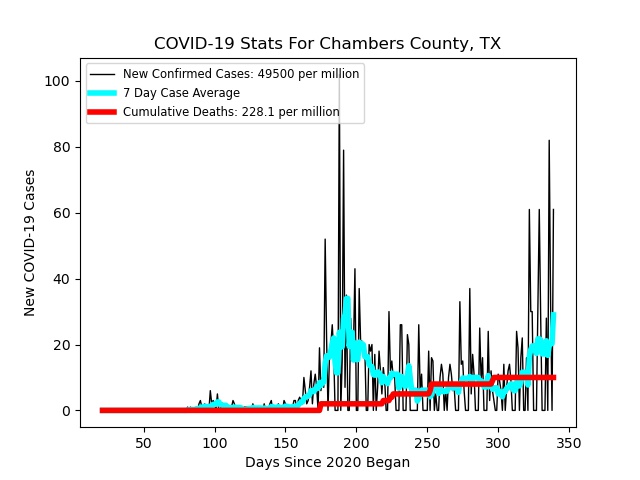 COVID-19 Stats For Chambers County, TX
New Confirmed Cases: 49500 per million
7 Day Case Average
Cumulative Deaths: 228.1 per million
New COVID-19 Cases
100
80
60
40
20
0
50 100 150 200 250 300 350
Days Since 2020 Began